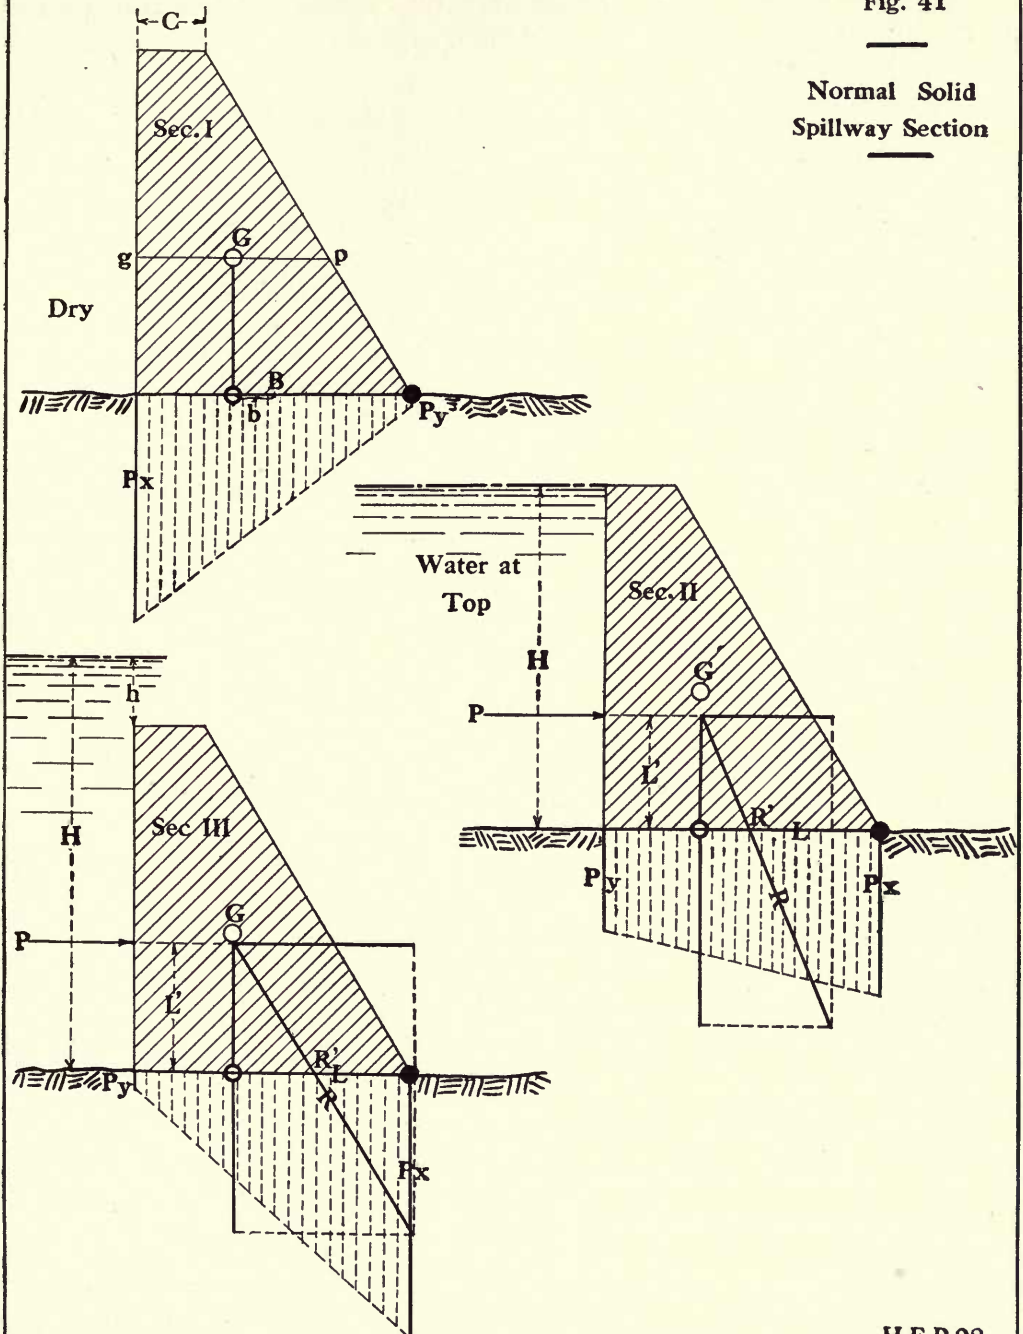 Fig. 41
Normal Solid
Spillway Section
C
Sec. I
G
g
p
Dry
B
b
Py
Px
Water at
Top
Sec. II
H
G'
P
L'
R'
L
Py
Px
R
h
Sec III
H
G
P
L'
R'
L
Py
R
Px